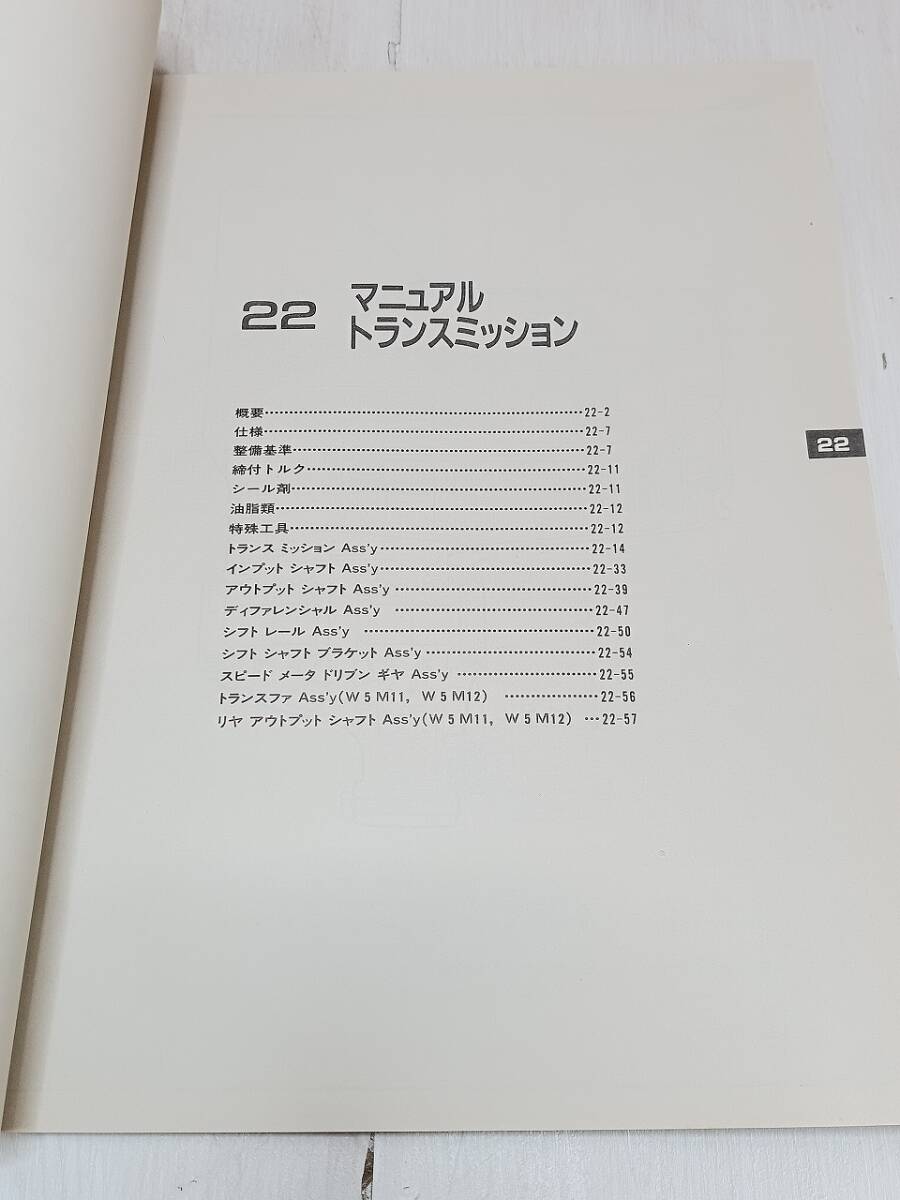 22 マニュアル
トランスミッション
概要 22-2
仕様 22-7
整備基準 22-7
締付トルク 22-11
シール剤 22-11
油脂類 22-12
特殊工具 22-12
トランス ミッション Ass'y 22-14
インプット シャフト Ass'y 22-33
アウトプット シャフト Ass'y 22-39
ディファレンシャル Ass'y 22-47
シフト レール Ass'y 22-50
シフト シャフト ブラケット Ass'y 22-54
スピード メータ ドリブン ギヤ Ass'y 22-55
トランスファ Ass'y(W5M11, W5M12) 22-56
リヤ アウトプット シャフト Ass'y(W5M11, W5M12) 22-57
22